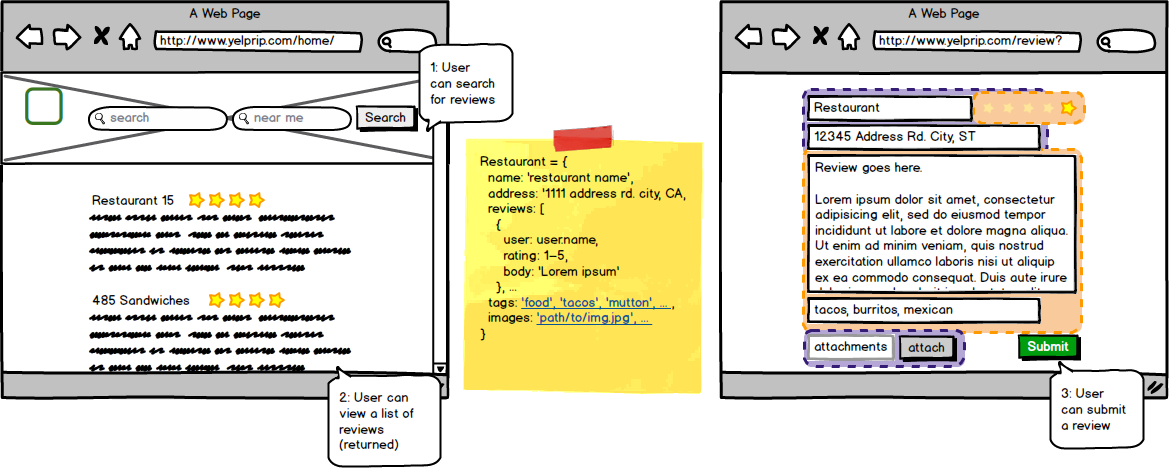 A Web Page
http://www.yelprip.com/home/
search
near me
Search
1: User
can search
for reviews
Restaurant 15
485 Sandwiches
2: User can
view a list of
reviews
(returned)
Restaurant = {
name: 'restaurant name',
address: '1111 address rd. city, CA,
reviews: [
{
user: user.name,
rating: 1-5,
body: 'Lorem ipsum'
}, ...
tags: 'food', 'tacos', 'mutton', ... ,
images: 'path/to/img.jpg', ...
}
A Web Page
http://www.yelprip.com/review?
Restaurant
12345 Address Rd. City, ST
Review goes here.
Lorem ipsum dolor sit amet, consectetur
adipisicing elit, sed do eiusmod tempor
incididunt ut labore et dolore magna aliqua.
Ut enim ad minim veniam, quis nostrud
exercitation ullamco laboris nisi ut aliquip
ex ea commodo consequat. Duis aute irure
tacos, burritos, mexican
attachments
attach
Submit
3: User
can submit
a review